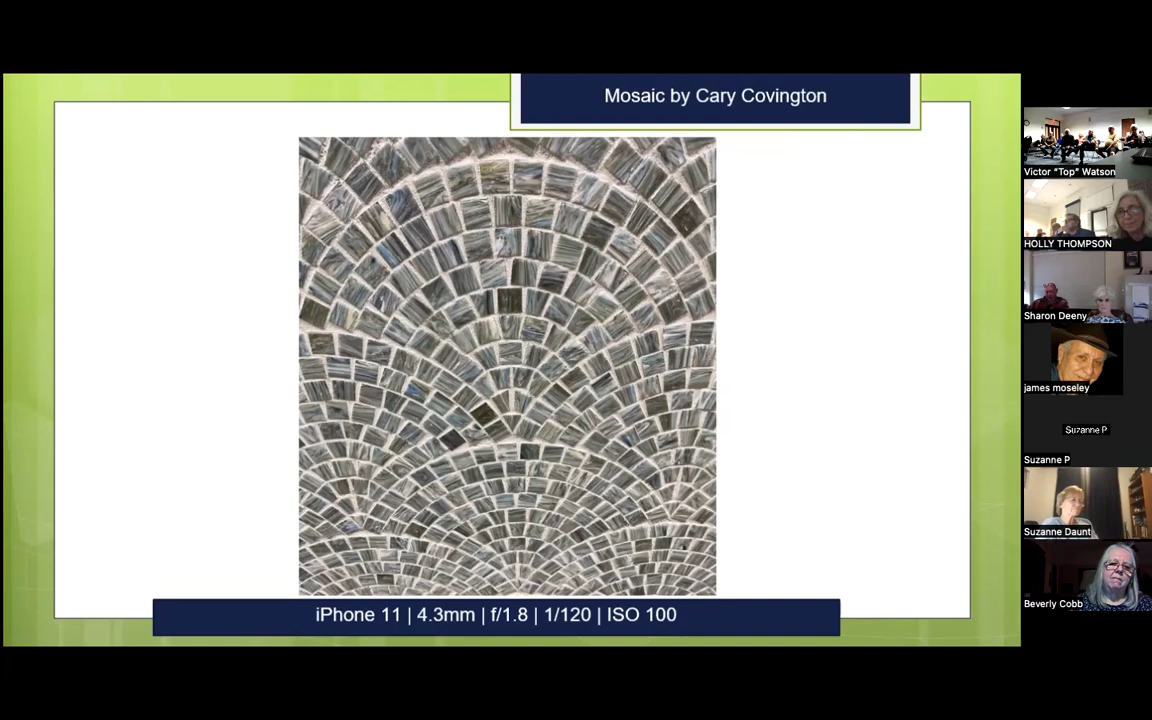 Mosaic by Cary Covington
iPhone 11 | 4.3mm | f/1.8 | 1/120 | ISO 100
Victor "Top" Watson
HOLLY THOMPSON
Sharon Deeny
james moseley
Suzanne P
Suzanne P
Suzanne Daunt
Beverly Cobb